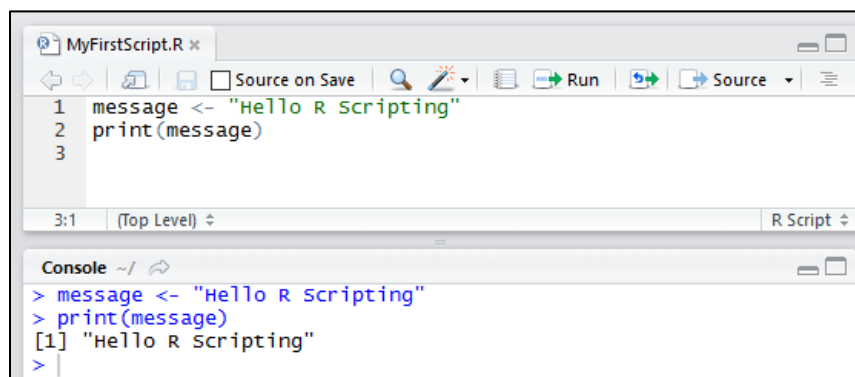 MyFirstScript.R
Source on Save Run Source
1 message <- "Hello R Scripting"
2 print(message)
3
3:1 (Top Level) R Script
Console ~/
> message <- "Hello R Scripting"
> print(message)
[1] "Hello R Scripting"
>